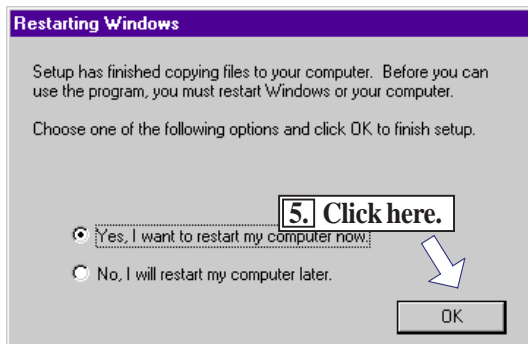 Restarting Windows
Setup has finished copying files to your computer. Before you can
use the program, you must restart Windows or your computer.
Choose one of the following options and click OK to finish setup.
5. Click here.
Yes, I want to restart my computer now.
No, I will restart my computer later.
OK